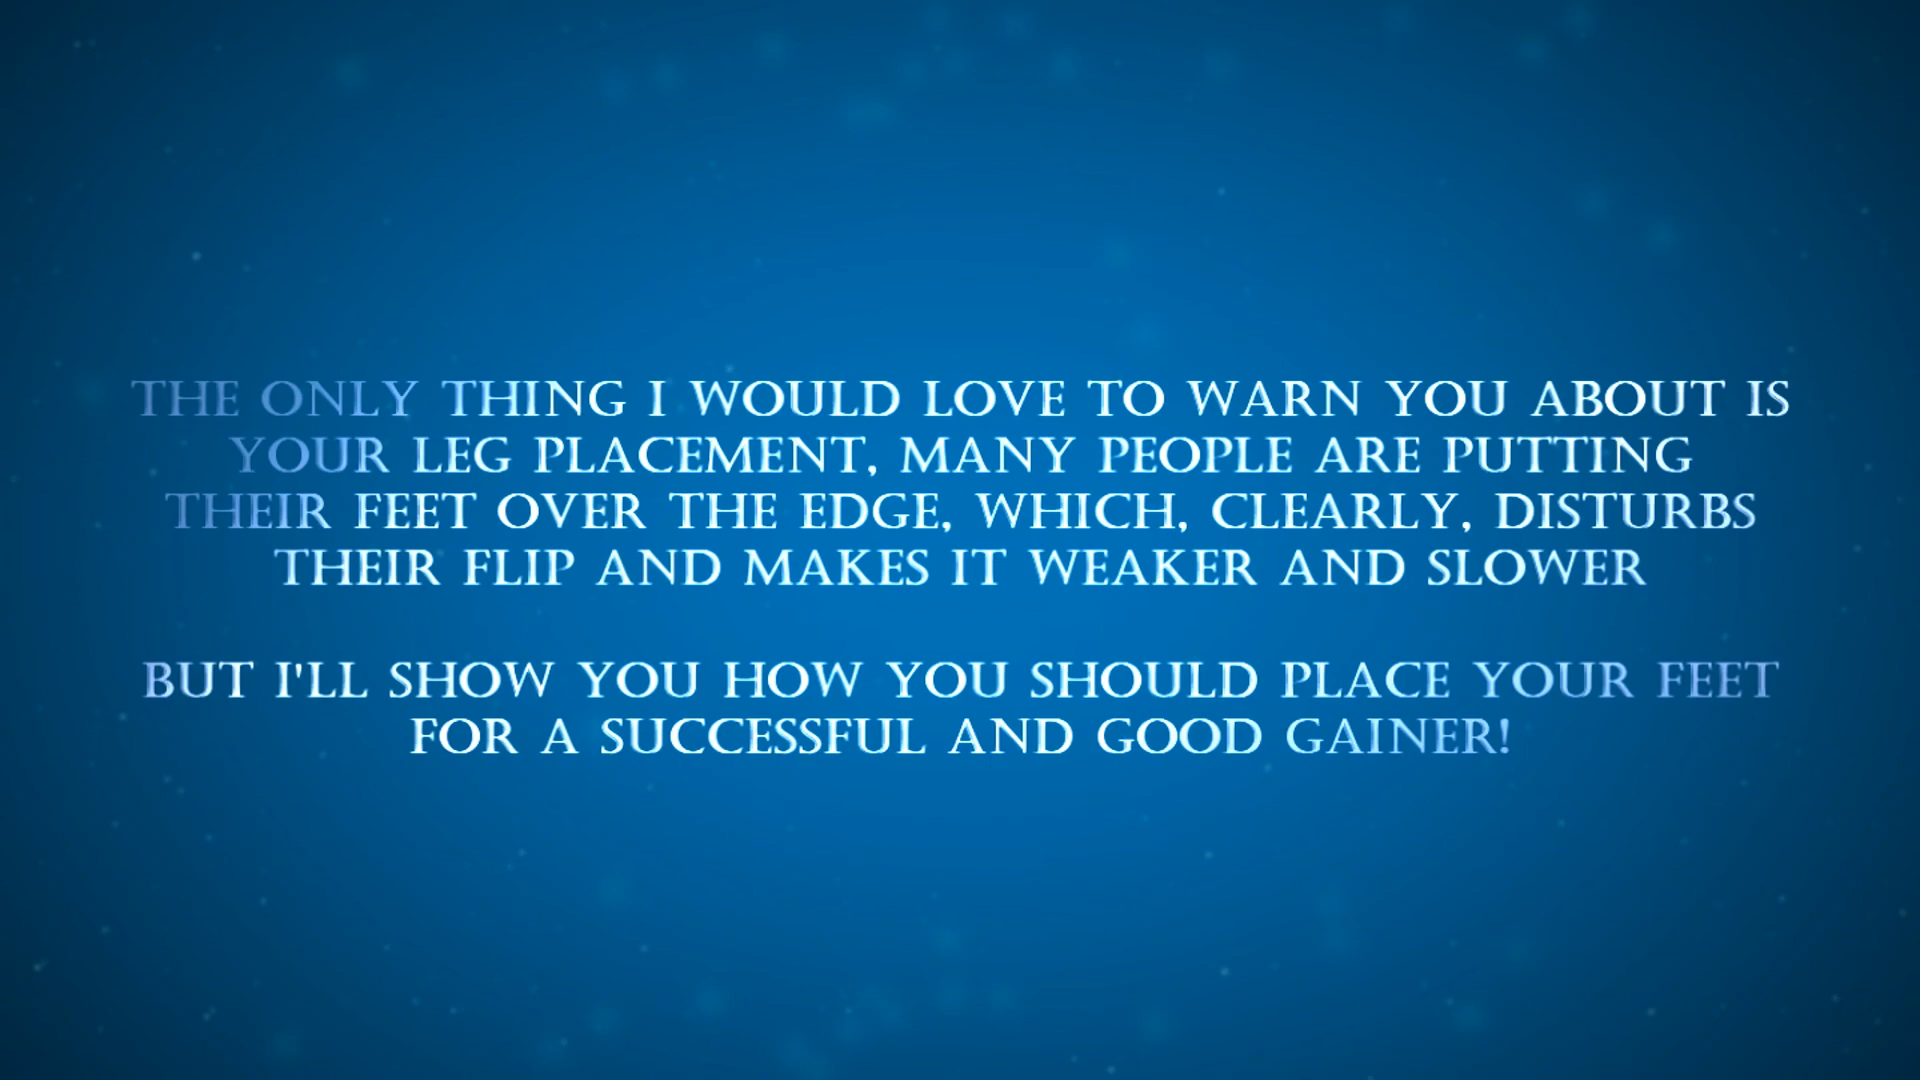 THE ONLY THING I WOULD LOVE TO WARN YOU ABOUT IS
YOUR LEG PLACEMENT, MANY PEOPLE ARE PUTTING
THEIR FEET OVER THE EDGE, WHICH, CLEARLY, DISTURBS
THEIR FLIP AND MAKES IT WEAKER AND SLOWER
BUT I'LL SHOW YOU HOW YOU SHOULD PLACE YOUR FEET
FOR A SUCCESSFUL AND GOOD GAINER!